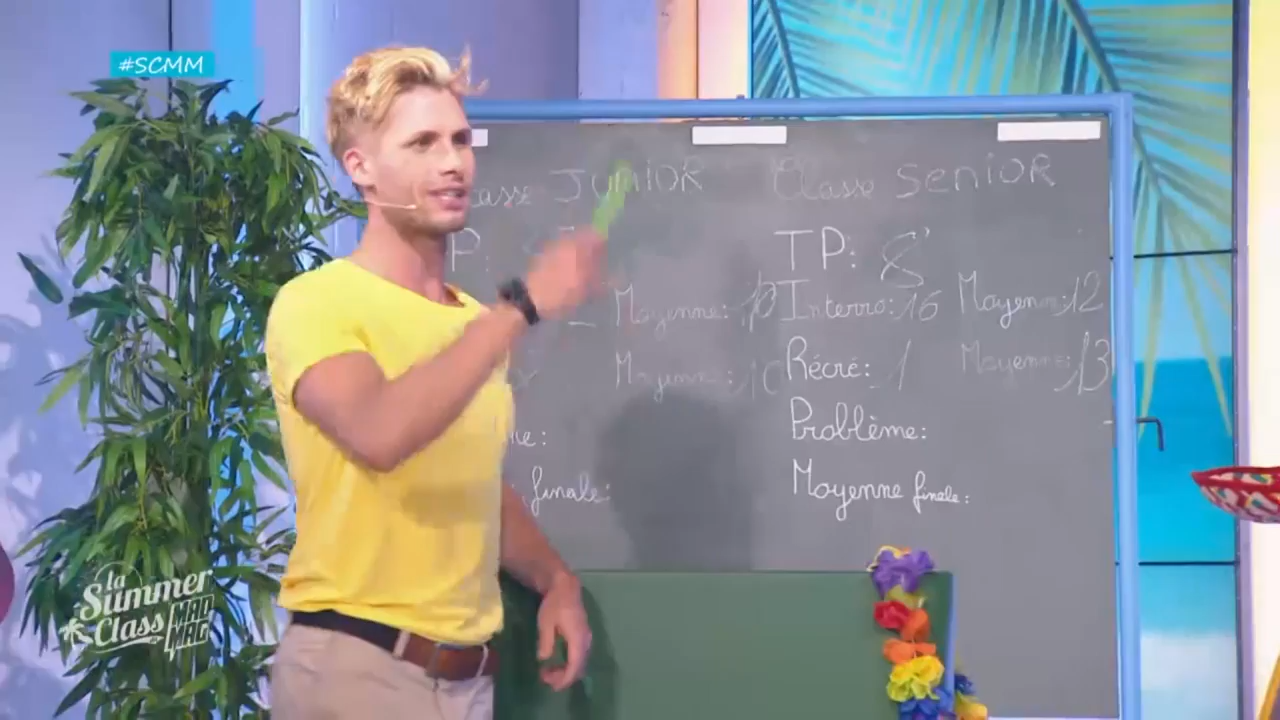 #SCMM
JUNIOR
Classe SENIOR
P:
TP: 8
Moyenne: 10
Interro: 16 Moyenne: 12
Moyenne: 10
Récré: 1 Moyenne: 13
Problème:
finale:
Moyenne finale:
la
Summer
Class
MAD
MAG